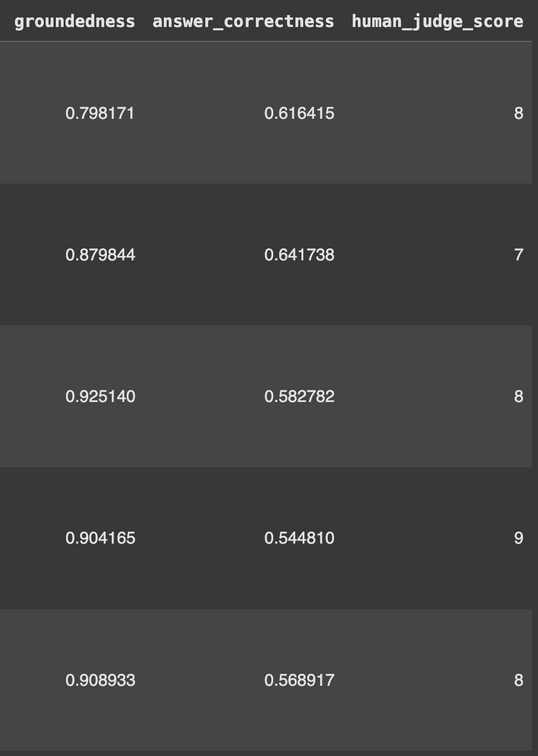 groundedness answer_correctness human_judge_score
0.798171 0.616415 8
0.879844 0.641738 7
0.925140 0.582782 8
0.904165 0.544810 9
0.908933 0.568917 8